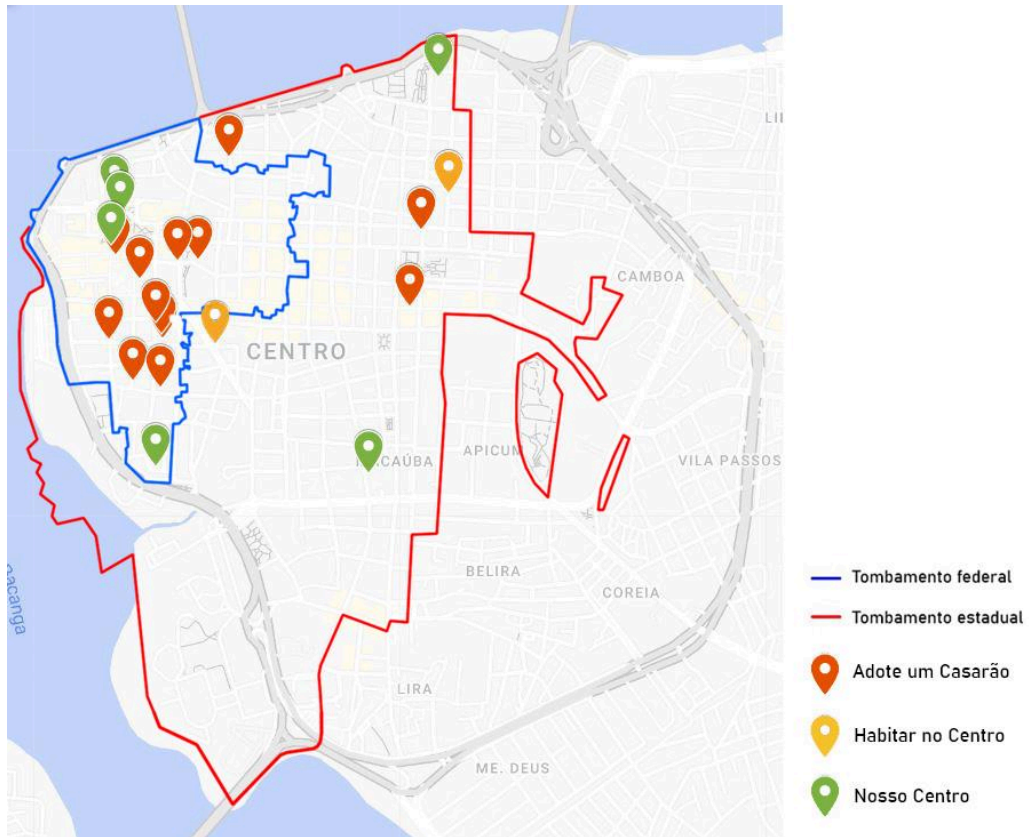 LI
CAMBOA
CENTRO
APICUM
VILA PASSOS
BELIRA
COREIA
LIRA
ME. DEUS
Tombamento federal
Tombamento estadual
Adote um Casarão
Habitar no Centro
Nosso Centro